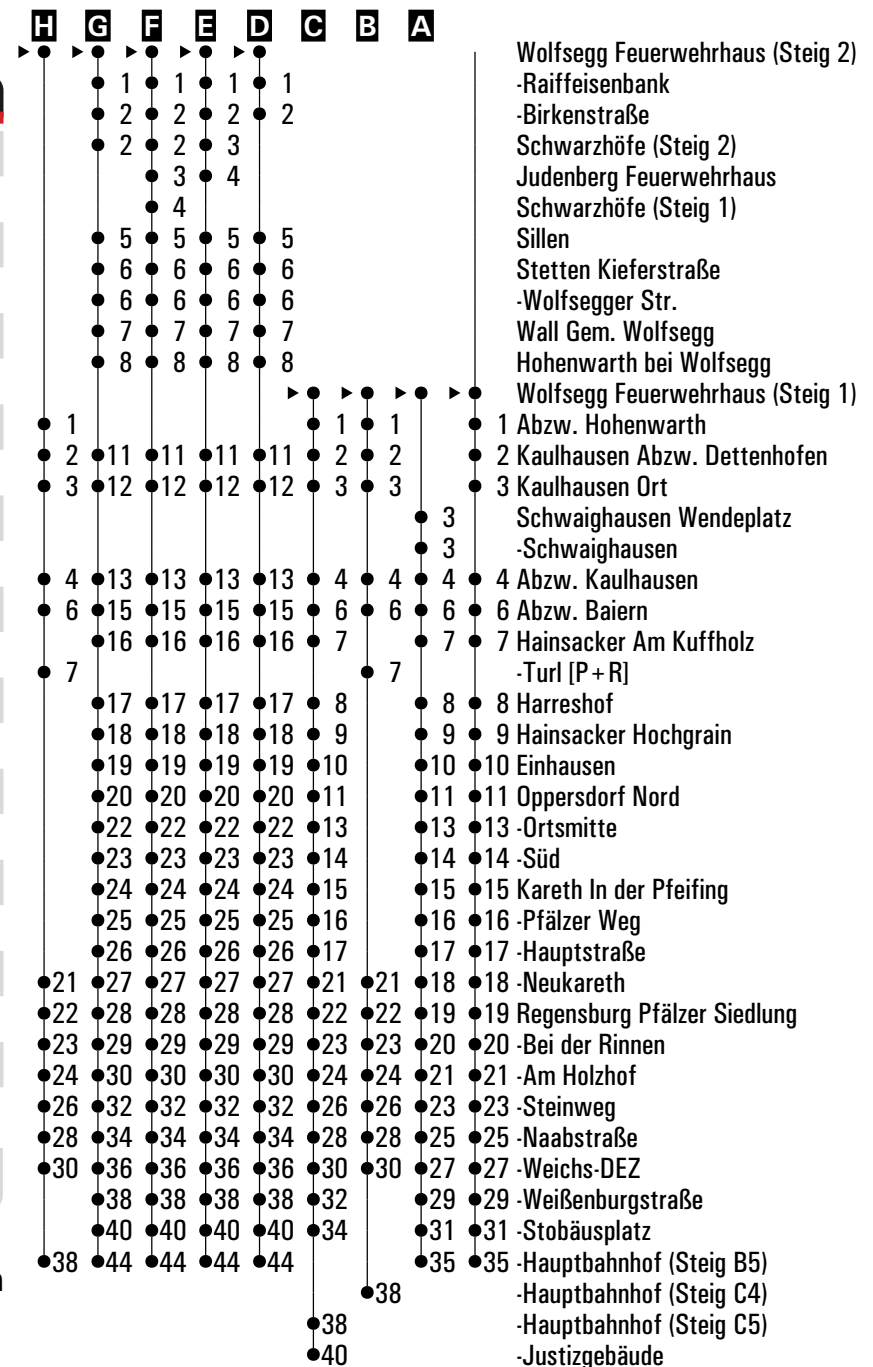 H G F E D C B A
Wolfsegg Feuerwehrhaus (Steig 2)
1 1 1 1 -Raiffeisenbank
2 2 2 2 -Birkenstraße
2 2 3 Schwarzhöfe (Steig 2)
3 4 Judenberg Feuerwehrhaus
4 Schwarzhöfe (Steig 1)
5 5 5 5 Sillen
6 6 6 6 Stetten Kieferstraße
6 6 6 6 -Wolfsegger Str.
7 7 7 7 Wall Gem. Wolfsegg
8 8 8 8 Hohenwarth bei Wolfsegg
Wolfsegg Feuerwehrhaus (Steig 1)
1 1 1 1 Abzw. Hohenwarth
2 11 11 11 11 2 2 2 Kaulhausen Abzw. Dettenhofen
3 12 12 12 12 3 3 3 Kaulhausen Ort
3 Schwaighausen Wendeplatz
3 -Schwaighausen
4 13 13 13 13 4 4 4 4 Abzw. Kaulhausen
6 15 15 15 15 6 6 6 6 Abzw. Baiern
16 16 16 16 7 7 7 Hainsacker Am Kuffholz
7 7 -Turl [P+R]
17 17 17 17 8 8 8 Harreshof
18 18 18 18 9 9 9 Hainsacker Hochgrain
19 19 19 19 10 10 10 Einhausen
20 20 20 20 11 11 11 Oppersdorf Nord
22 22 22 22 13 13 13 -Ortsmitte
23 23 23 23 14 14 14 -Süd
24 24 24 24 15 15 15 Kareth In der Pfeifing
25 25 25 25 16 16 16 -Pfälzer Weg
26 26 26 26 17 17 17 -Hauptstraße
21 27 27 27 27 21 21 18 18 -Neukareth
22 28 28 28 28 22 22 19 19 Regensburg Pfälzer Siedlung
23 29 29 29 29 23 23 20 20 -Bei der Rinnen
24 30 30 30 30 24 24 21 21 -Am Holzhof
26 32 32 32 32 26 26 23 23 -Steinweg
28 34 34 34 34 28 28 25 25 -Naabstraße
30 36 36 36 36 30 30 27 27 -Weichs-DEZ
38 38 38 38 32 29 29 -Weißenburgstraße
40 40 40 40 34 31 31 -Stobäusplatz
38 44 44 44 44 35 35 -Hauptbahnhof (Steig B5)
38 -Hauptbahnhof (Steig C4)
38 -Hauptbahnhof (Steig C5)
40 -Justizgebäude